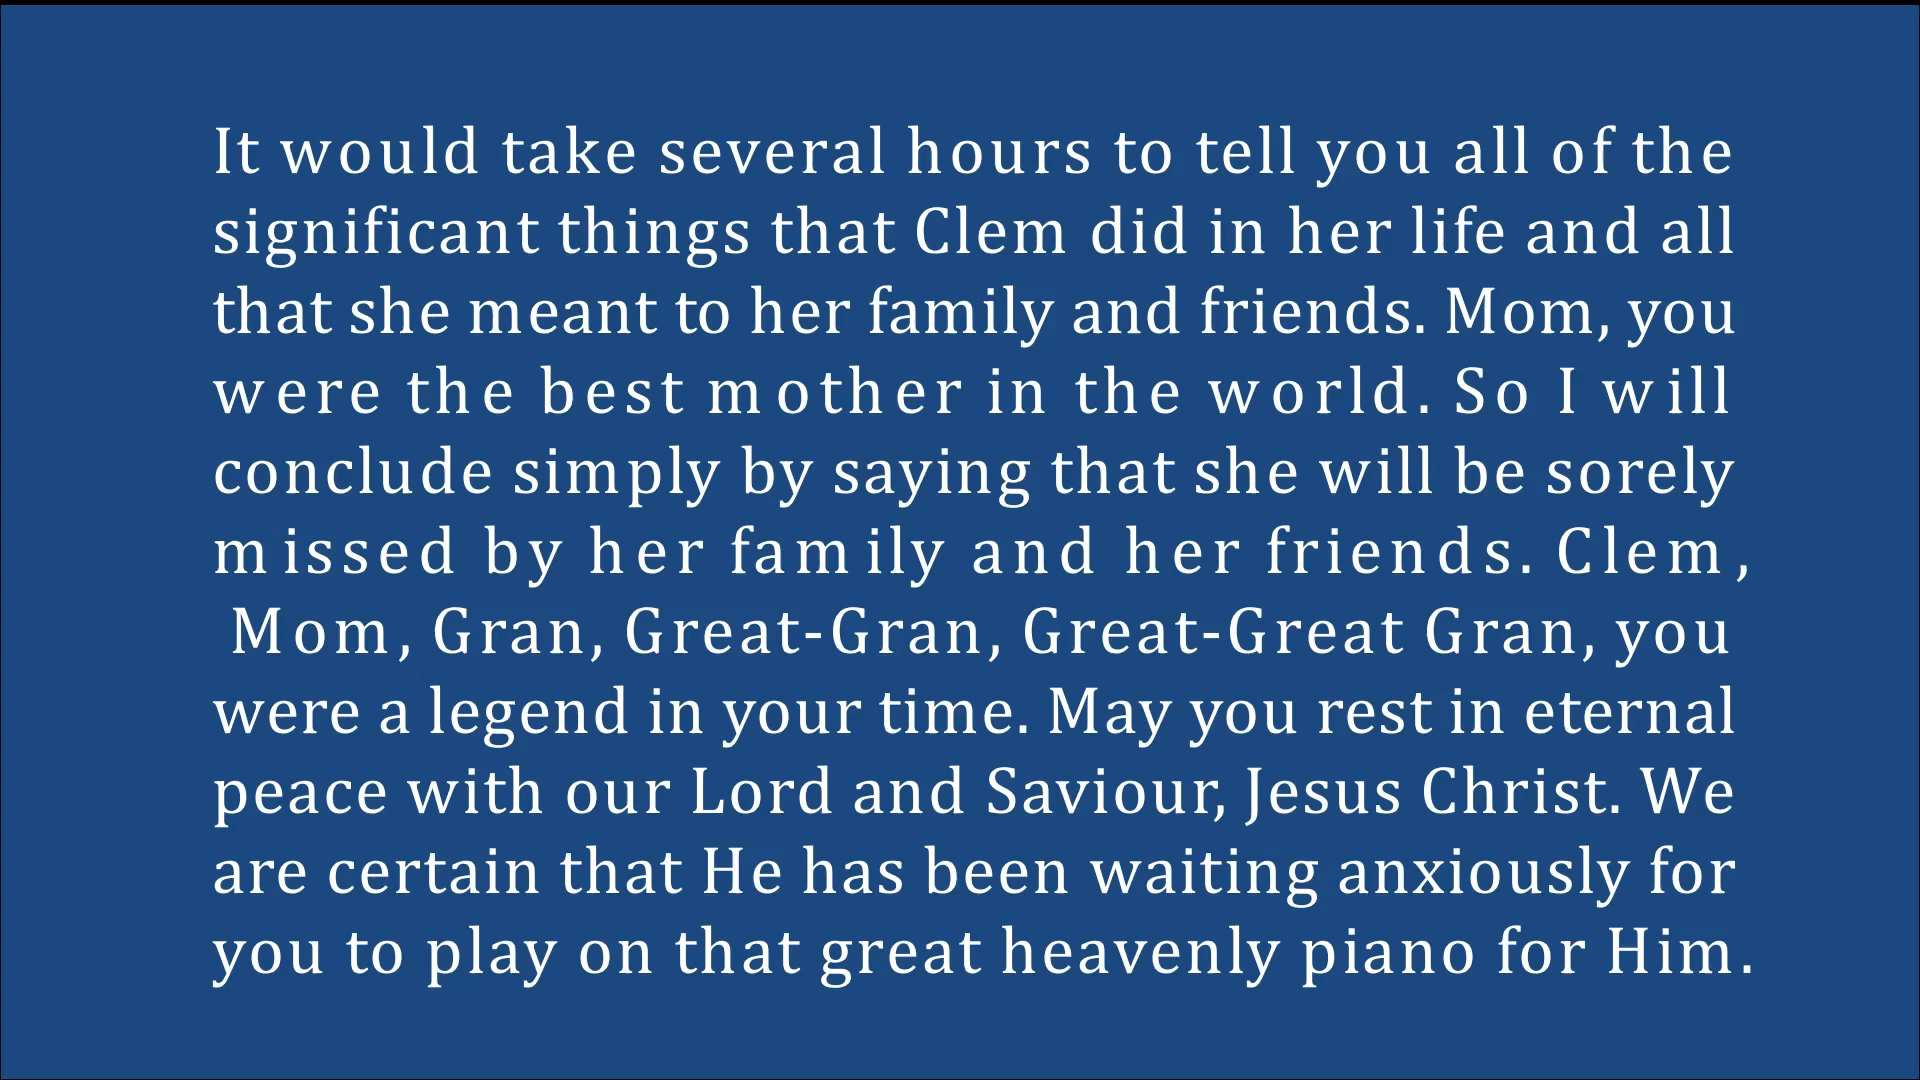 It would take several hours to tell you all of the
significant things that Clem did in her life and all
that she meant to her family and friends. Mom, you
were the best mother in the world. So I will
conclude simply by saying that she will be sorely
missed by her family and her friends. Clem,
Mom, Gran, Great-Gran, Great-Great Gran, you
were a legend in your time. May you rest in eternal
peace with our Lord and Saviour, Jesus Christ. We
are certain that He has been waiting anxiously for
you to play on that great heavenly piano for Him.